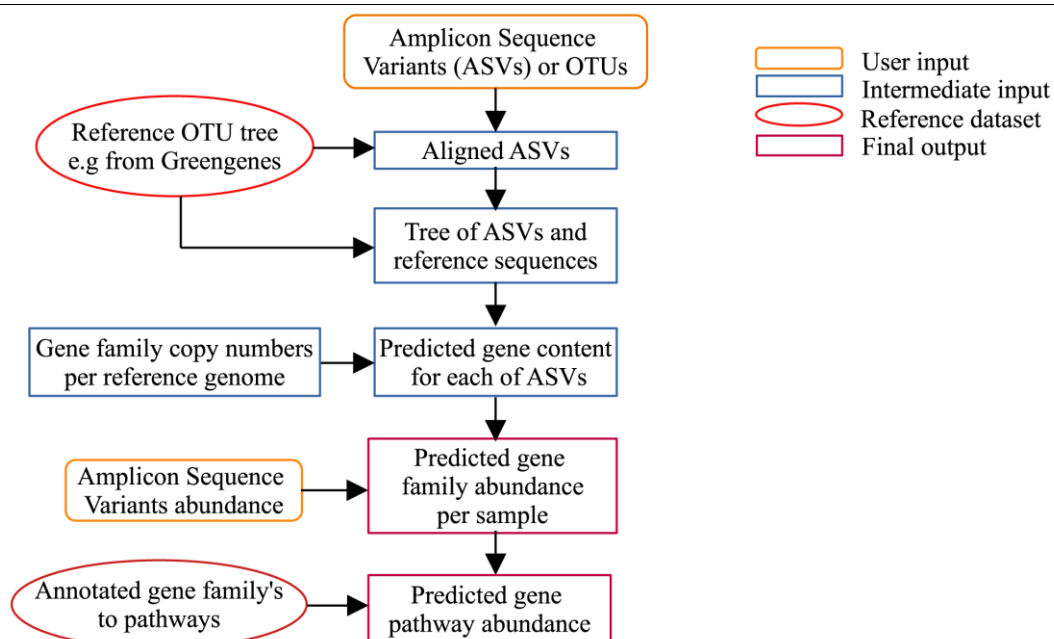 Amplicon Sequence
Variants (ASVs) or OTUs
User input
Intermediate input
Reference dataset
Final output
Reference OTU tree
e.g from Greengenes
Aligned ASVs
Tree of ASVs and
reference sequences
Gene family copy numbers
per reference genome
Predicted gene content
for each of ASVs
Amplicon Sequence
Variants abundance
Predicted gene
family abundance
per sample
Annotated gene family's
to pathways
Predicted gene
pathway abundance